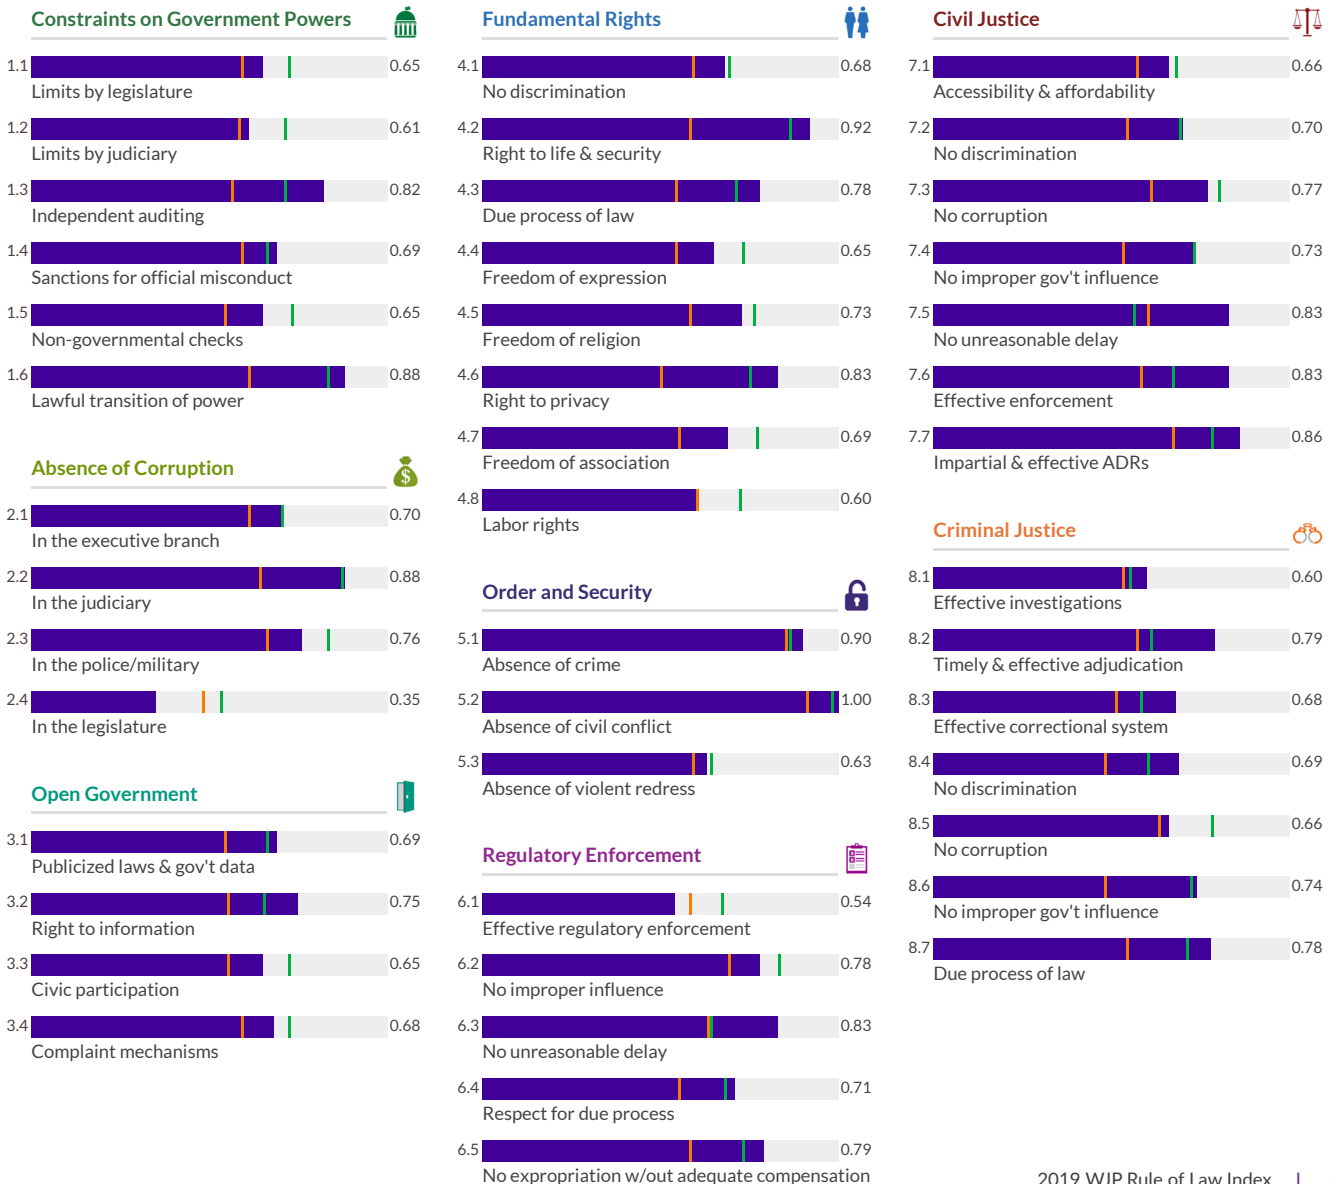 Constraints on Government Powers
1.1 0.65
Limits by legislature
1.2 0.61
Limits by judiciary
1.3 0.82
Independent auditing
1.4 0.69
Sanctions for official misconduct
1.5 0.65
Non-governmental checks
1.6 0.88
Lawful transition of power
Absence of Corruption
$
2.1 0.70
In the executive branch
2.2 0.88
In the judiciary
2.3 0.76
In the police/military
2.4 0.35
In the legislature
Open Government
3.1 0.69
Publicized laws & gov't data
3.2 0.75
Right to information
3.3 0.65
Civic participation
3.4 0.68
Complaint mechanisms
Fundamental Rights
4.1 0.68
No discrimination
4.2 0.92
Right to life & security
4.3 0.78
Due process of law
4.4 0.65
Freedom of expression
4.5 0.73
Freedom of religion
4.6 0.83
Right to privacy
4.7 0.69
Freedom of association
4.8 0.60
Labor rights
Order and Security
5.1 0.90
Absence of crime
5.2 1.00
Absence of civil conflict
5.3 0.63
Absence of violent redress
Regulatory Enforcement
6.1 0.54
Effective regulatory enforcement
6.2 0.78
No improper influence
6.3 0.83
No unreasonable delay
6.4 0.71
Respect for due process
6.5 0.79
No expropriation w/out adequate compensation
Civil Justice
7.1 0.66
Accessibility & affordability
7.2 0.70
No discrimination
7.3 0.77
No corruption
7.4 0.73
No improper gov't influence
7.5 0.83
No unreasonable delay
7.6 0.83
Effective enforcement
7.7 0.86
Impartial & effective ADRs
Criminal Justice
8.1 0.60
Effective investigations
8.2 0.79
Timely & effective adjudication
8.3 0.68
Effective correctional system
8.4 0.69
No discrimination
8.5 0.66
No corruption
8.6 0.74
No improper gov't influence
8.7 0.78
Due process of law
2019 WJP Rule of Law Index |